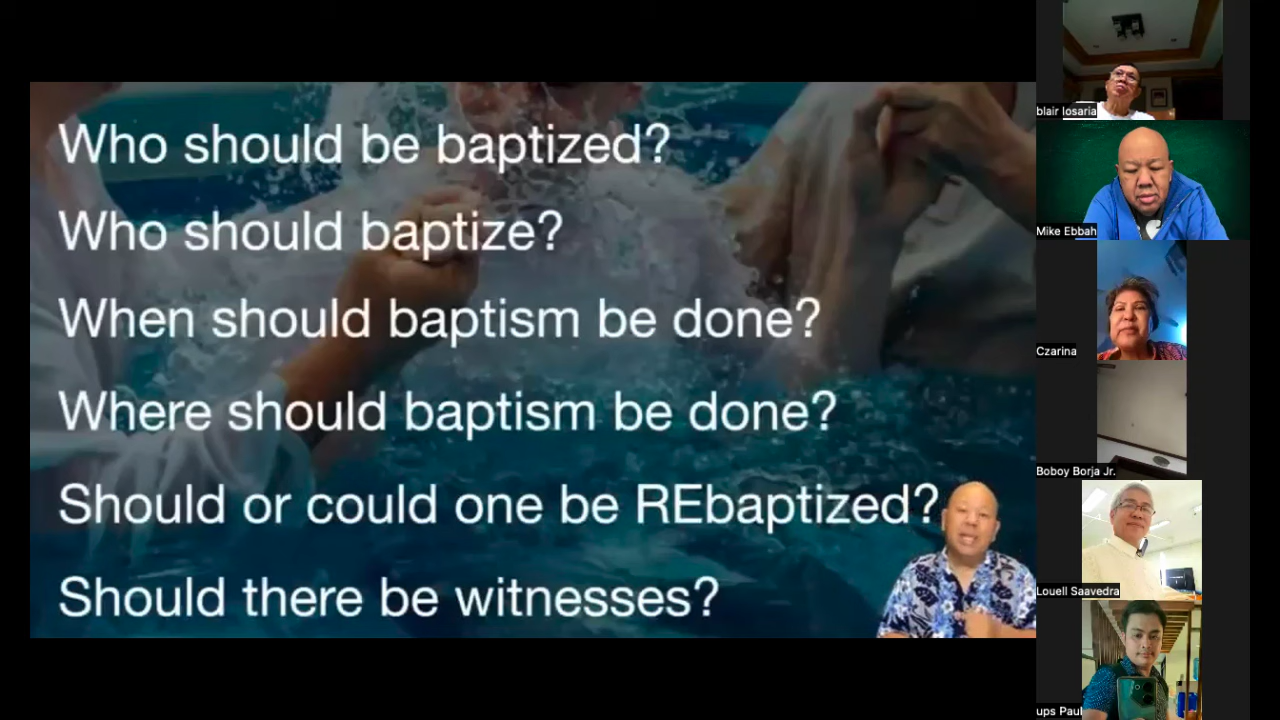 Who should be baptized?
Who should baptize?
When should baptism be done?
Where should baptism be done?
Should or could one be REbaptized?
Should there be witnesses?
blair losaria
Mike Ebbah
Czarina
Boboy Borja Jr.
Louell Saavedra
ups Paul